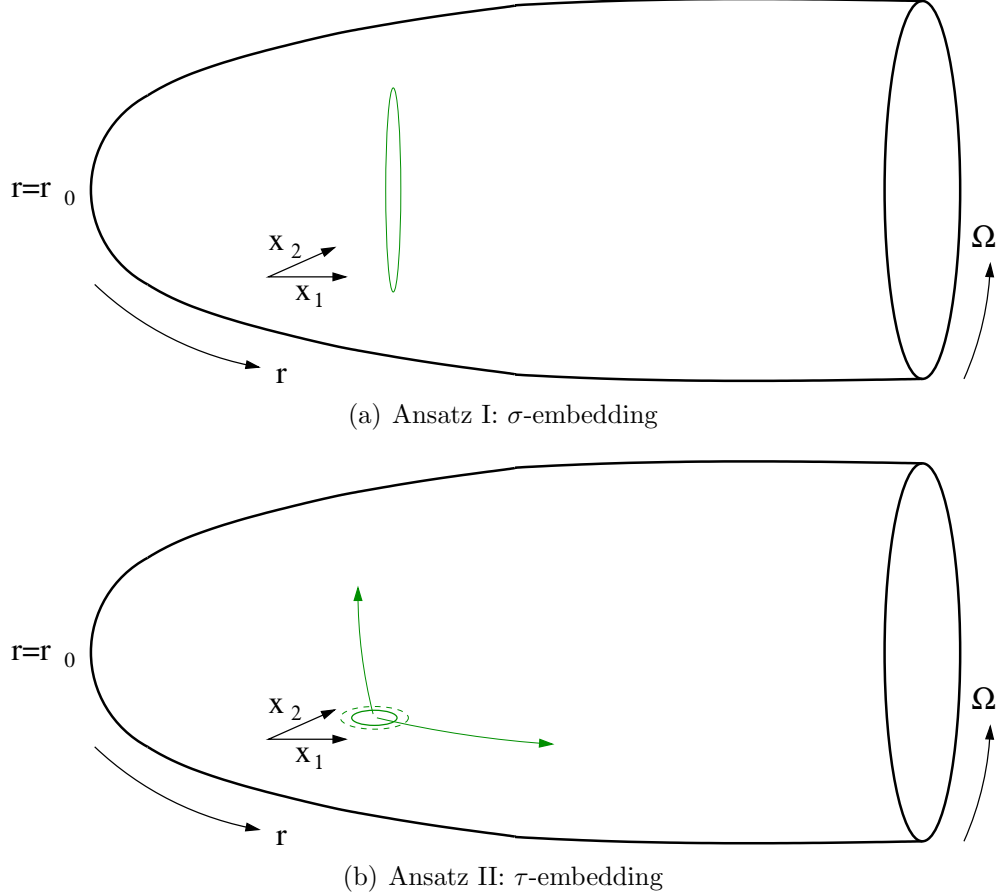 r=r 0
x 2
x 1
r
Ω
(a) Ansatz I: σ-embedding
r=r 0
x 2
x 1
r
Ω
(b) Ansatz II: τ-embedding